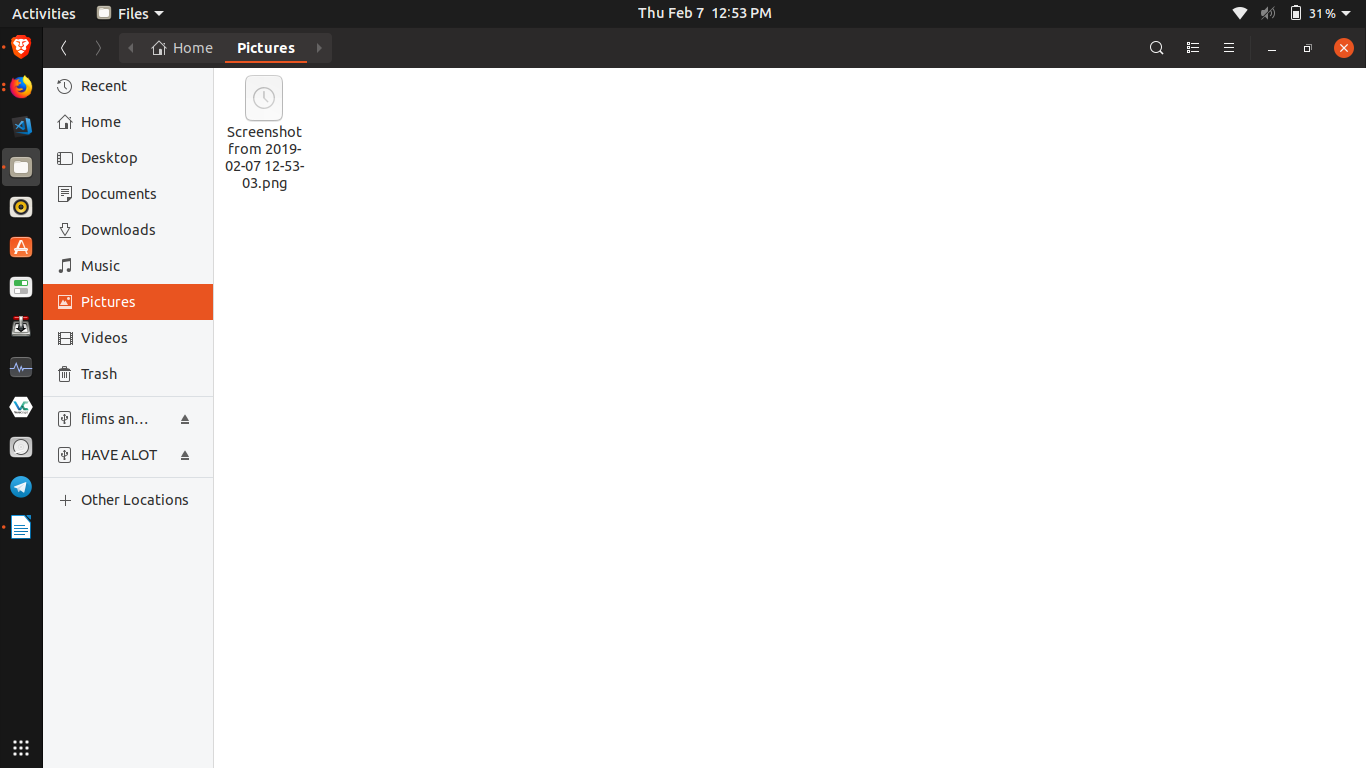 Activities Files Thu Feb 7 12:53 PM 31%
Home Pictures
Recent
Home
Desktop
Documents
Downloads
Music
Pictures
Videos
Trash
flims an...
HAVE ALOT
Other Locations
Screenshot
from 2019-
02-07 12-53-
03.png